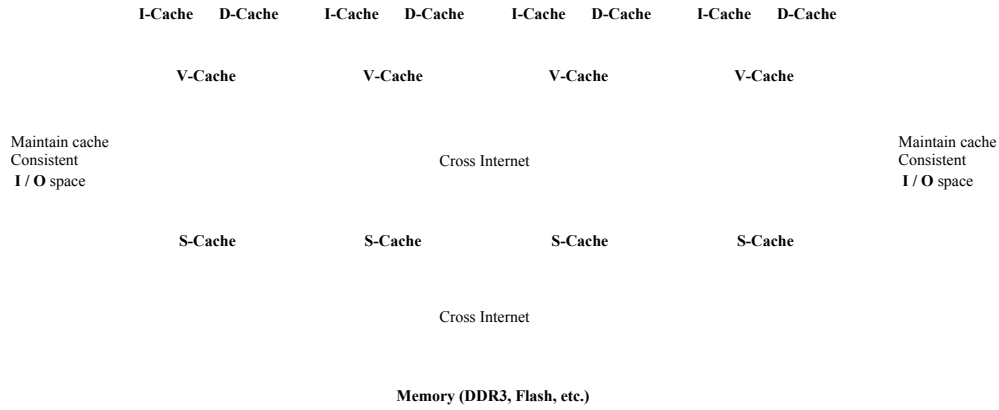 I-Cache D-Cache I-Cache D-Cache I-Cache D-Cache I-Cache D-Cache
V-Cache V-Cache V-Cache V-Cache
Maintain cache
Consistent
I / O space
Cross Internet
Maintain cache
Consistent
I / O space
S-Cache S-Cache S-Cache S-Cache
Cross Internet
Memory (DDR3, Flash, etc.)